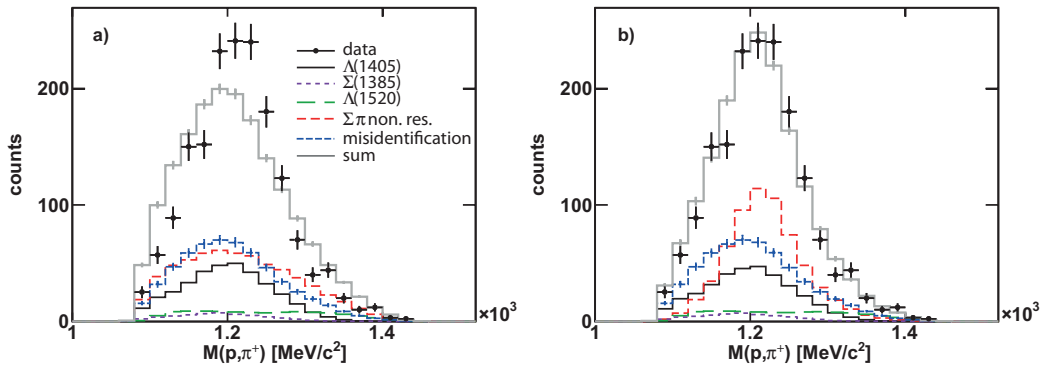 a)
data
Λ(1405)
Σ(1385)
Λ(1520)
Σπ non. res.
misidentification
sum
counts
200
100
0
1
1.2
1.4
×10³
M(p,π⁺) [MeV/c²]
b)
counts
200
100
0
1
1.2
1.4
×10³
M(p,π⁺) [MeV/c²]